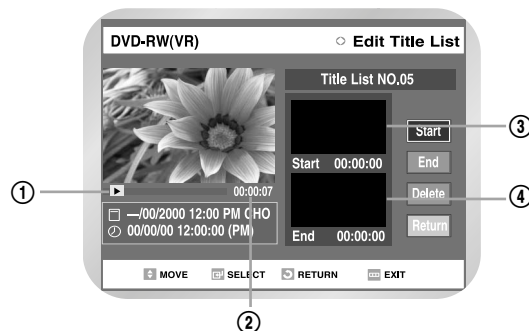 DVD-RW(VR)
Edit Title List
Title List NO.05
Start 00:00:00
End 00:00:00
Start
End
Delete
Return
00:00:07
—/00/2000 12:00 PM CHO
00/00/00 12:00:00 (PM)
MOVE SELECT RETURN EXIT
①
②
③
④